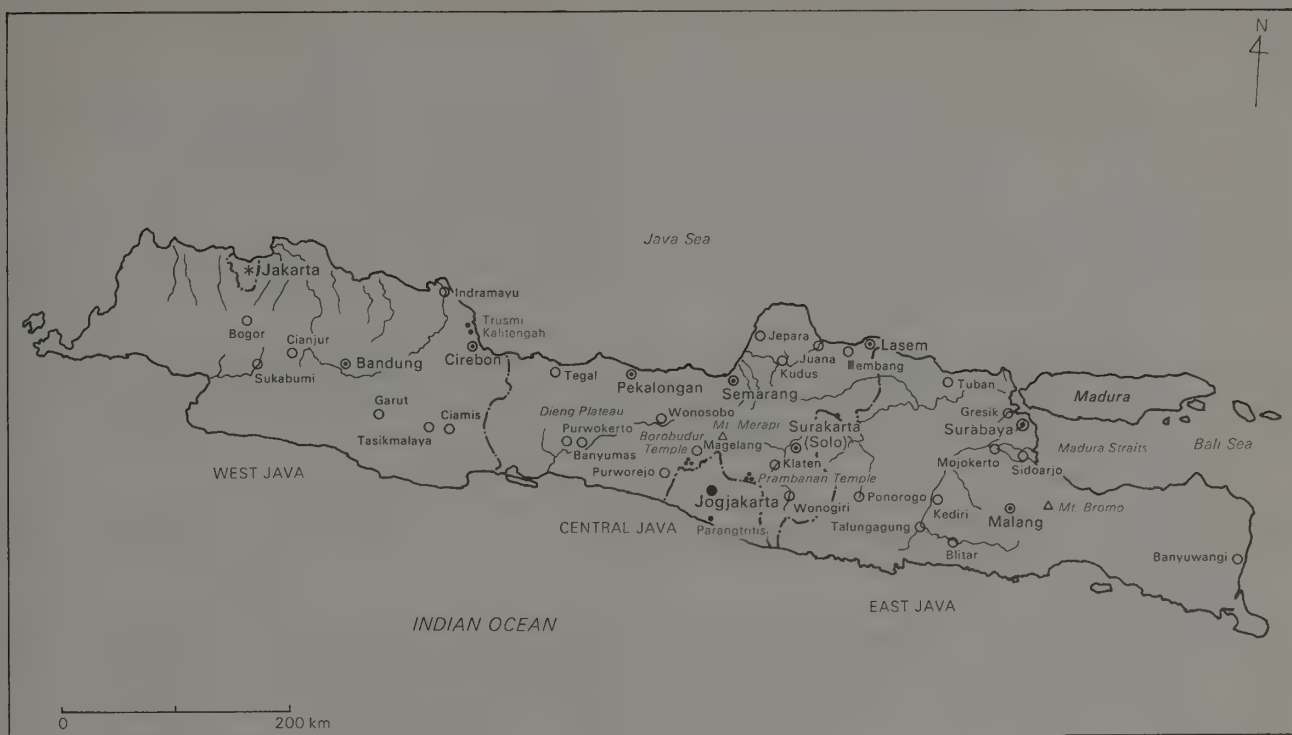 N
Java Sea
*Jakarta
Indramayu
Trusmi
Kalitengah
Bogor
Cianjur
Bandung
Cirebon
Sukabumi
Garut
Ciamis
Tasikmalaya
WEST JAVA
Tegal
Pekalongan
Semarang
Jepara
Juana
Kudus
Rembang
Lasem
Tuban
Madura
Gresik
Surabaya
Madura Straits
Bali Sea
Mojokerto
Sidoarjo
Dieng Plateau
Wonosobo
Purwokerto
Banyumas
Borobudur
Temple
Mt Merapi
Magelang
Surakarta
(Solo)
Klaten
Purworejo
Prambanan Temple
Jogjakarta
Wonogiri
Ponorogo
Kediri
Malang
Mt Bromo
Parangtritis
Talungagung
Blitar
Banyuwangi
CENTRAL JAVA
EAST JAVA
INDIAN OCEAN
0
200 km